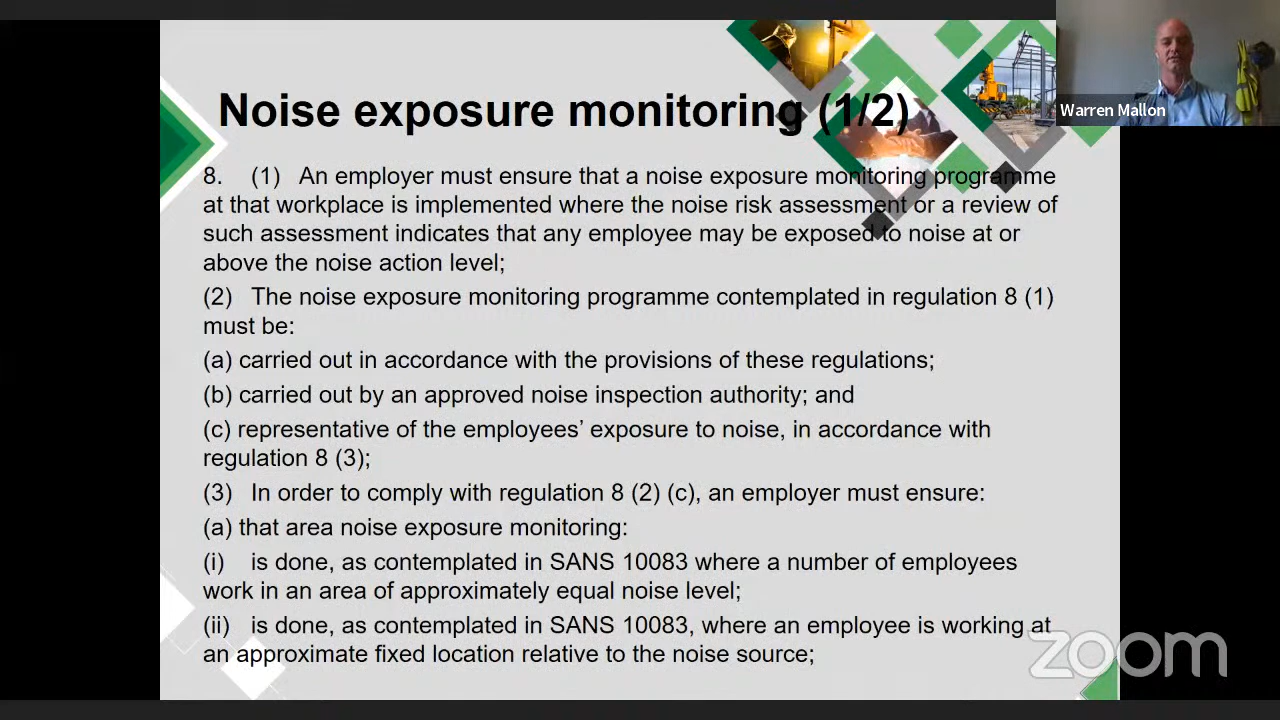 Noise exposure monitoring (1/2)
Warren Mallon
8. (1) An employer must ensure that a noise exposure monitoring programme
at that workplace is implemented where the noise risk assessment or a review of
such assessment indicates that any employee may be exposed to noise at or
above the noise action level;
(2) The noise exposure monitoring programme contemplated in regulation 8 (1)
must be:
(a) carried out in accordance with the provisions of these regulations;
(b) carried out by an approved noise inspection authority; and
(c) representative of the employees’ exposure to noise, in accordance with
regulation 8 (3);
(3) In order to comply with regulation 8 (2) (c), an employer must ensure:
(a) that area noise exposure monitoring:
(i) is done, as contemplated in SANS 10083 where a number of employees
work in an area of approximately equal noise level;
(ii) is done, as contemplated in SANS 10083, where an employee is working at
an approximate fixed location relative to the noise source;
zoom